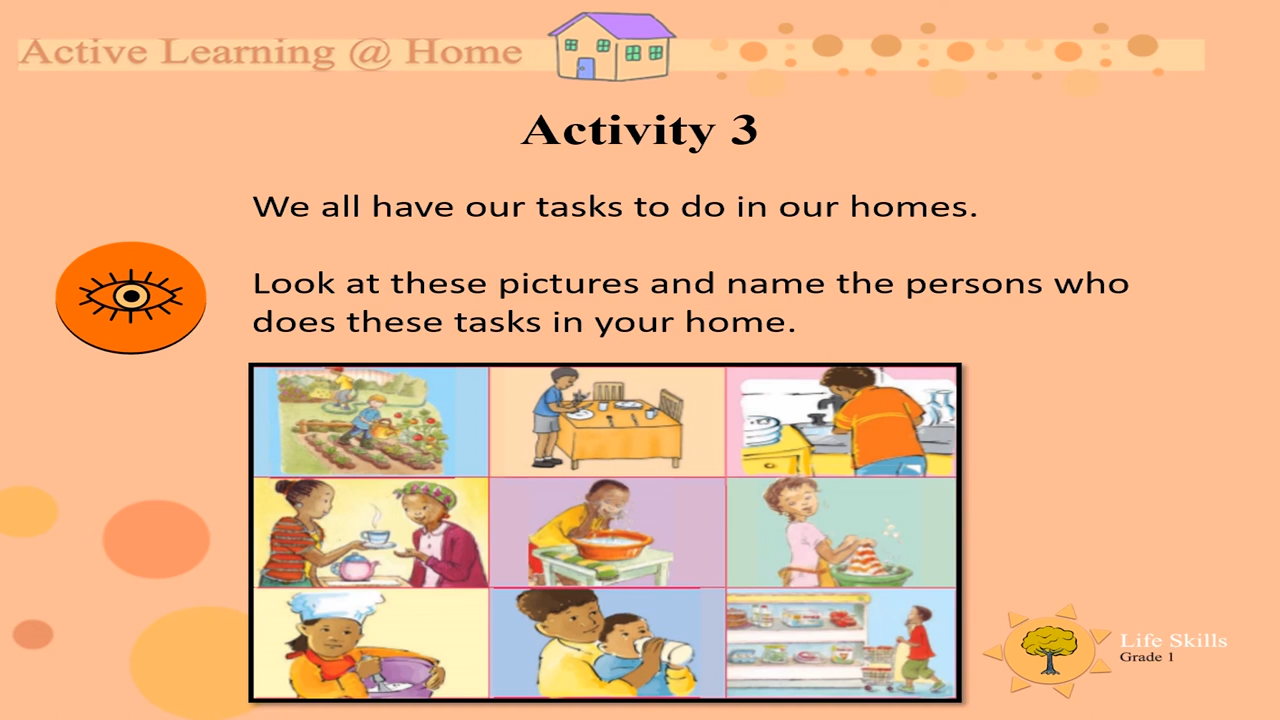 Active Learning @ Home
Activity 3
We all have our tasks to do in our homes.
Look at these pictures and name the persons who
does these tasks in your home.
Life Skills
Grade 1